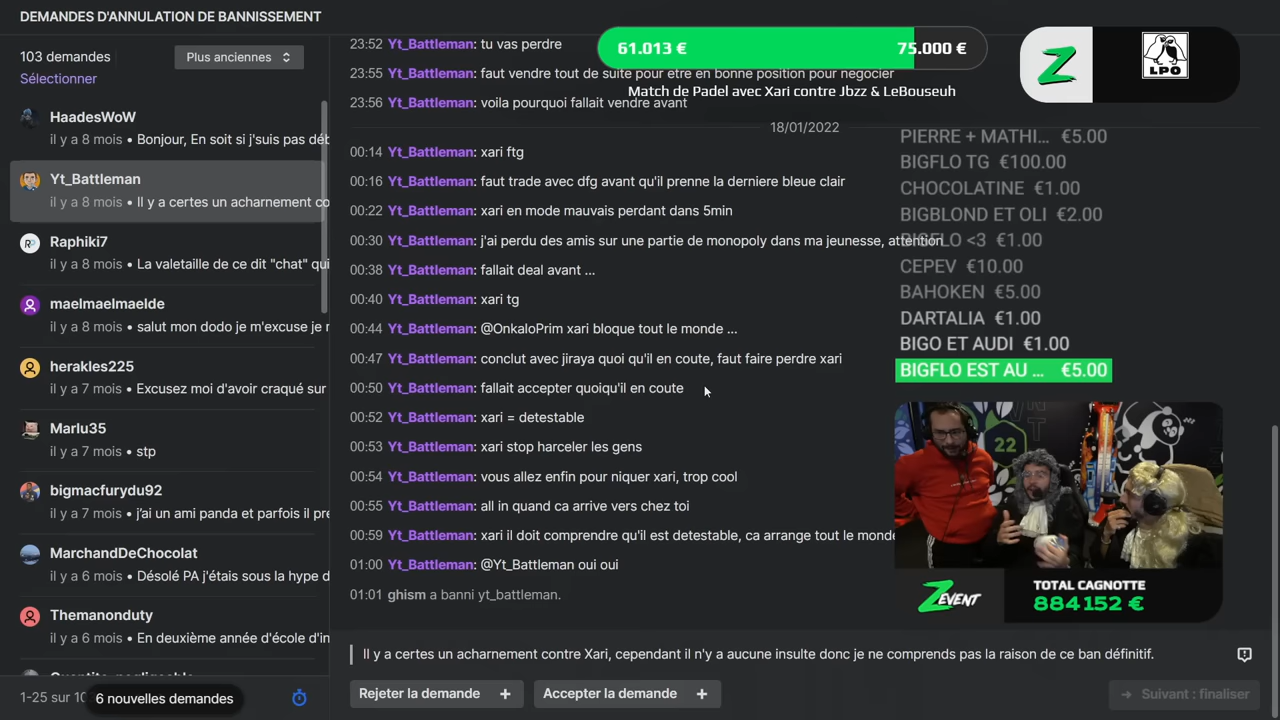 DEMANDES D'ANNULATION DE BANNISSEMENT
103 demandes
Plus anciennes
Sélectionner
HaadesWoW
il y a 8 mois • Bonjour, En soit si j'suis pas déb
Yt_Battleman
il y a 8 mois • Il y a certes un acharnement co
Raphiki7
il y a 8 mois • La valetaille de ce dit "chat" qui
maelmaelmaelde
il y a 8 mois • salut mon dodo je m'excuse je r
herakles225
il y a 7 mois • Excusez moi d'avoir craqué sur
Marlu35
il y a 7 mois • stp
bigmacfurydu92
il y a 7 mois • j'ai un ami panda et parfois il pre
MarchandDeChocolat
il y a 6 mois • Désolé PA j'étais sous la hype d
Themanonduty
il y a 6 mois • En deuxième année d'école d'in
1-25 sur 10
6 nouvelles demandes
23:52 Yt_Battleman: tu vas perdre
23:55 Yt_Battleman: faut vendre tout de suite pour etre en bonne position pour négocier
23:56 Yt_Battleman: voila pourquoi fallait vendre avant
18/01/2022
00:14 Yt_Battleman: xari ftg
00:16 Yt_Battleman: faut trade avec dfg avant qu'il prenne la derniere bleue clair
00:22 Yt_Battleman: xari en mode mauvais perdant dans 5min
00:30 Yt_Battleman: j'ai perdu des amis sur une partie de monopoly dans ma jeunesse, attention
00:38 Yt_Battleman: fallait deal avant ...
00:40 Yt_Battleman: xari tg
00:44 Yt_Battleman: @OnkaloPrim xari bloque tout le monde ...
00:47 Yt_Battleman: conclut avec jiraya quoi qu'il en coute, faut faire perdre xari
00:50 Yt_Battleman: fallait accepter quoiqu'il en coute
00:52 Yt_Battleman: xari = detestable
00:53 Yt_Battleman: xari stop harceler les gens
00:54 Yt_Battleman: vous allez enfin pour niquer xari, trop cool
00:55 Yt_Battleman: all in quand ca arrive vers chez toi
00:59 Yt_Battleman: xari il doit comprendre qu'il est detestable, ca arrange tout le monde
01:00 Yt_Battleman: @Yt_Battleman oui oui
01:01 ghism a banni yt_battleman.
Il y a certes un acharnement contre Xari, cependant il n'y a aucune insulte donc je ne comprends pas la raison de ce ban définitif.
Rejeter la demande +
Accepter la demande +
Suivant : finaliser
61.013 €
75.000 €
Match de Padel avec Xari contre Jbzz & LeBouseuh
Z
LPO
PIERRE + MATHI... €5.00
BIGFLO TG €100.00
CHOCOLATINE €1.00
BIGBLOND ET OLI €2.00
BIGFLO <3 €1.00
CEPEV €10.00
BAHOKEN €5.00
DARTALIA €1.00
BIGO ET AUDI €1.00
BIGFLO EST AU ... €5.00
22
ZEVENT
TOTAL CAGNOTTE
884 152 €